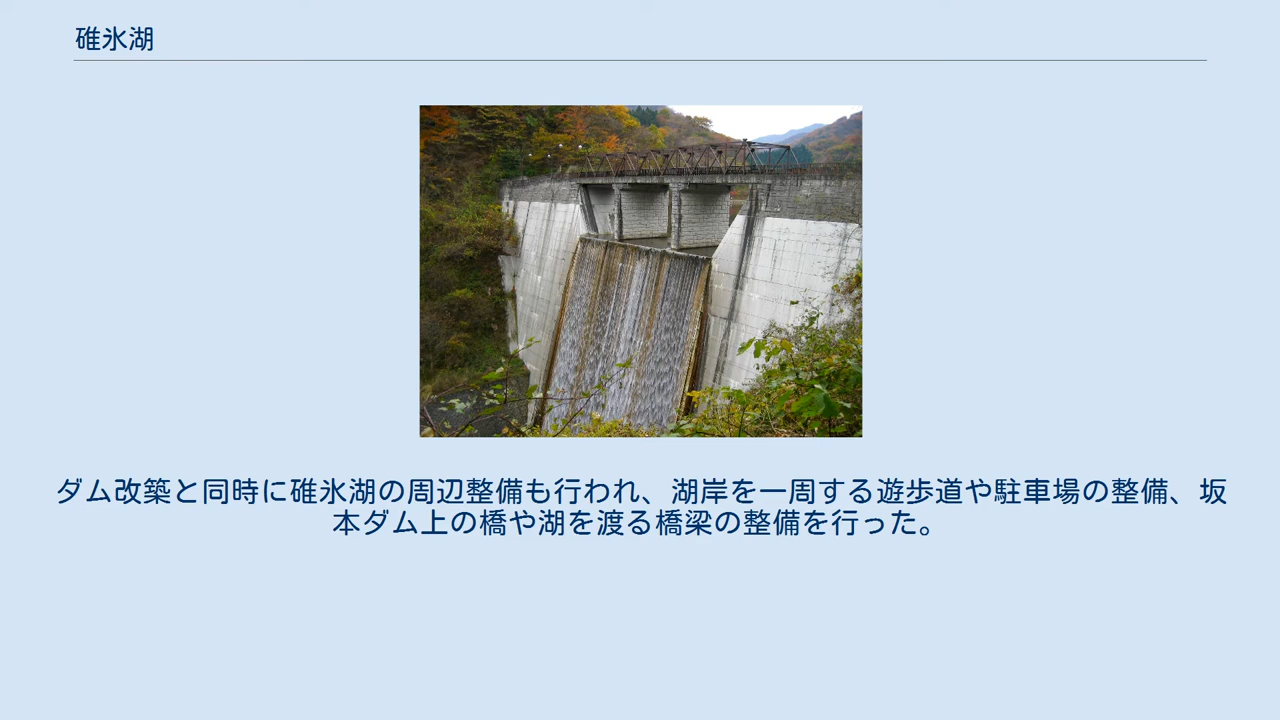 碓氷湖
ダム改築と同時に碓氷湖の周辺整備も行われ、湖岸を一周する遊歩道や駐車場の整備、坂
本ダム上の橋や湖を渡る橋梁の整備を行った。